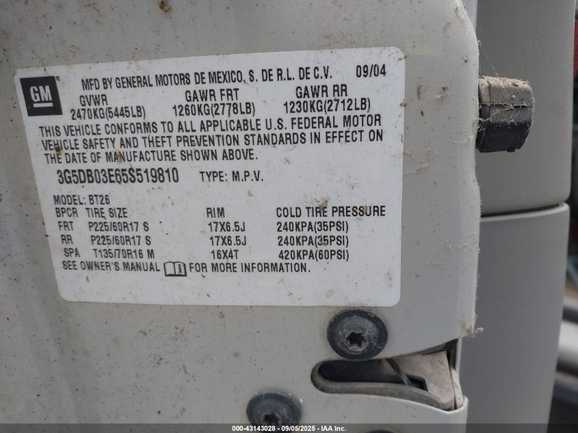 GM
MFD BY GENERAL MOTORS DE MEXICO, S. DE R.L. DE C.V. 09/04
GVWR GAWR FRT GAWR RR
2470KG(5445LB) 1260KG(2778LB) 1230KG(2712LB)
THIS VEHICLE CONFORMS TO ALL APPLICABLE U.S. FEDERAL MOTOR
VEHICLE SAFETY AND THEFT PREVENTION STANDARDS IN EFFECT ON
THE DATE OF MANUFACTURE SHOWN ABOVE.
3G5DB03E65S519810 TYPE: M.P.V.
MODEL: BT26
BPCR TIRE SIZE RIM COLD TIRE PRESSURE
FRT P225/60R17 S 17X6.5J 240KPA(35PSI)
RR P225/60R17 S 17X6.5J 240KPA(35PSI)
SPA T135/70R16 M 16X4T 420KPA(60PSI)
SEE OWNER'S MANUAL FOR MORE INFORMATION.
000-43143028 - 09/05/2025 - IAA Inc.